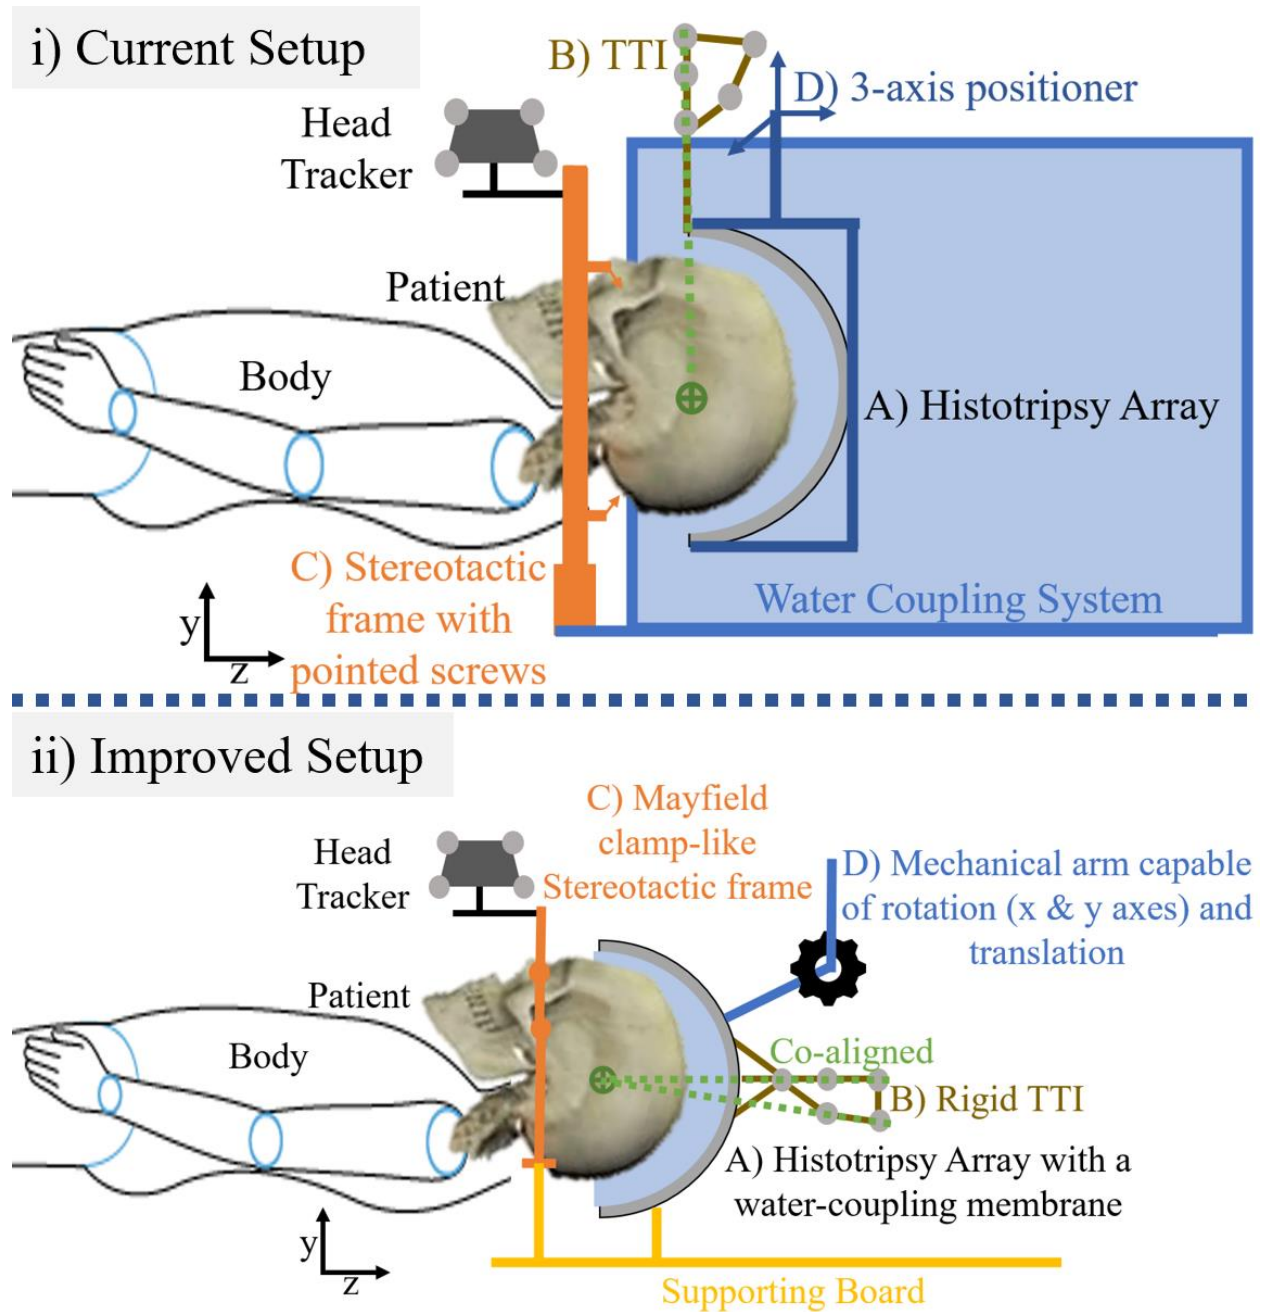 i) Current Setup
B) TTI
D) 3-axis positioner
Head
Tracker
Patient
Body
A) Histotripsy Array
C) Stereotactic
frame with
pointed screws
Water Coupling System
y
z
ii) Improved Setup
C) Mayfield
clamp-like
Stereotactic frame
Head
Tracker
D) Mechanical arm capable
of rotation (x & y axes) and
translation
Patient
Body
Co-aligned
B) Rigid TTI
A) Histotripsy Array with a
water-coupling membrane
y
z
Supporting Board